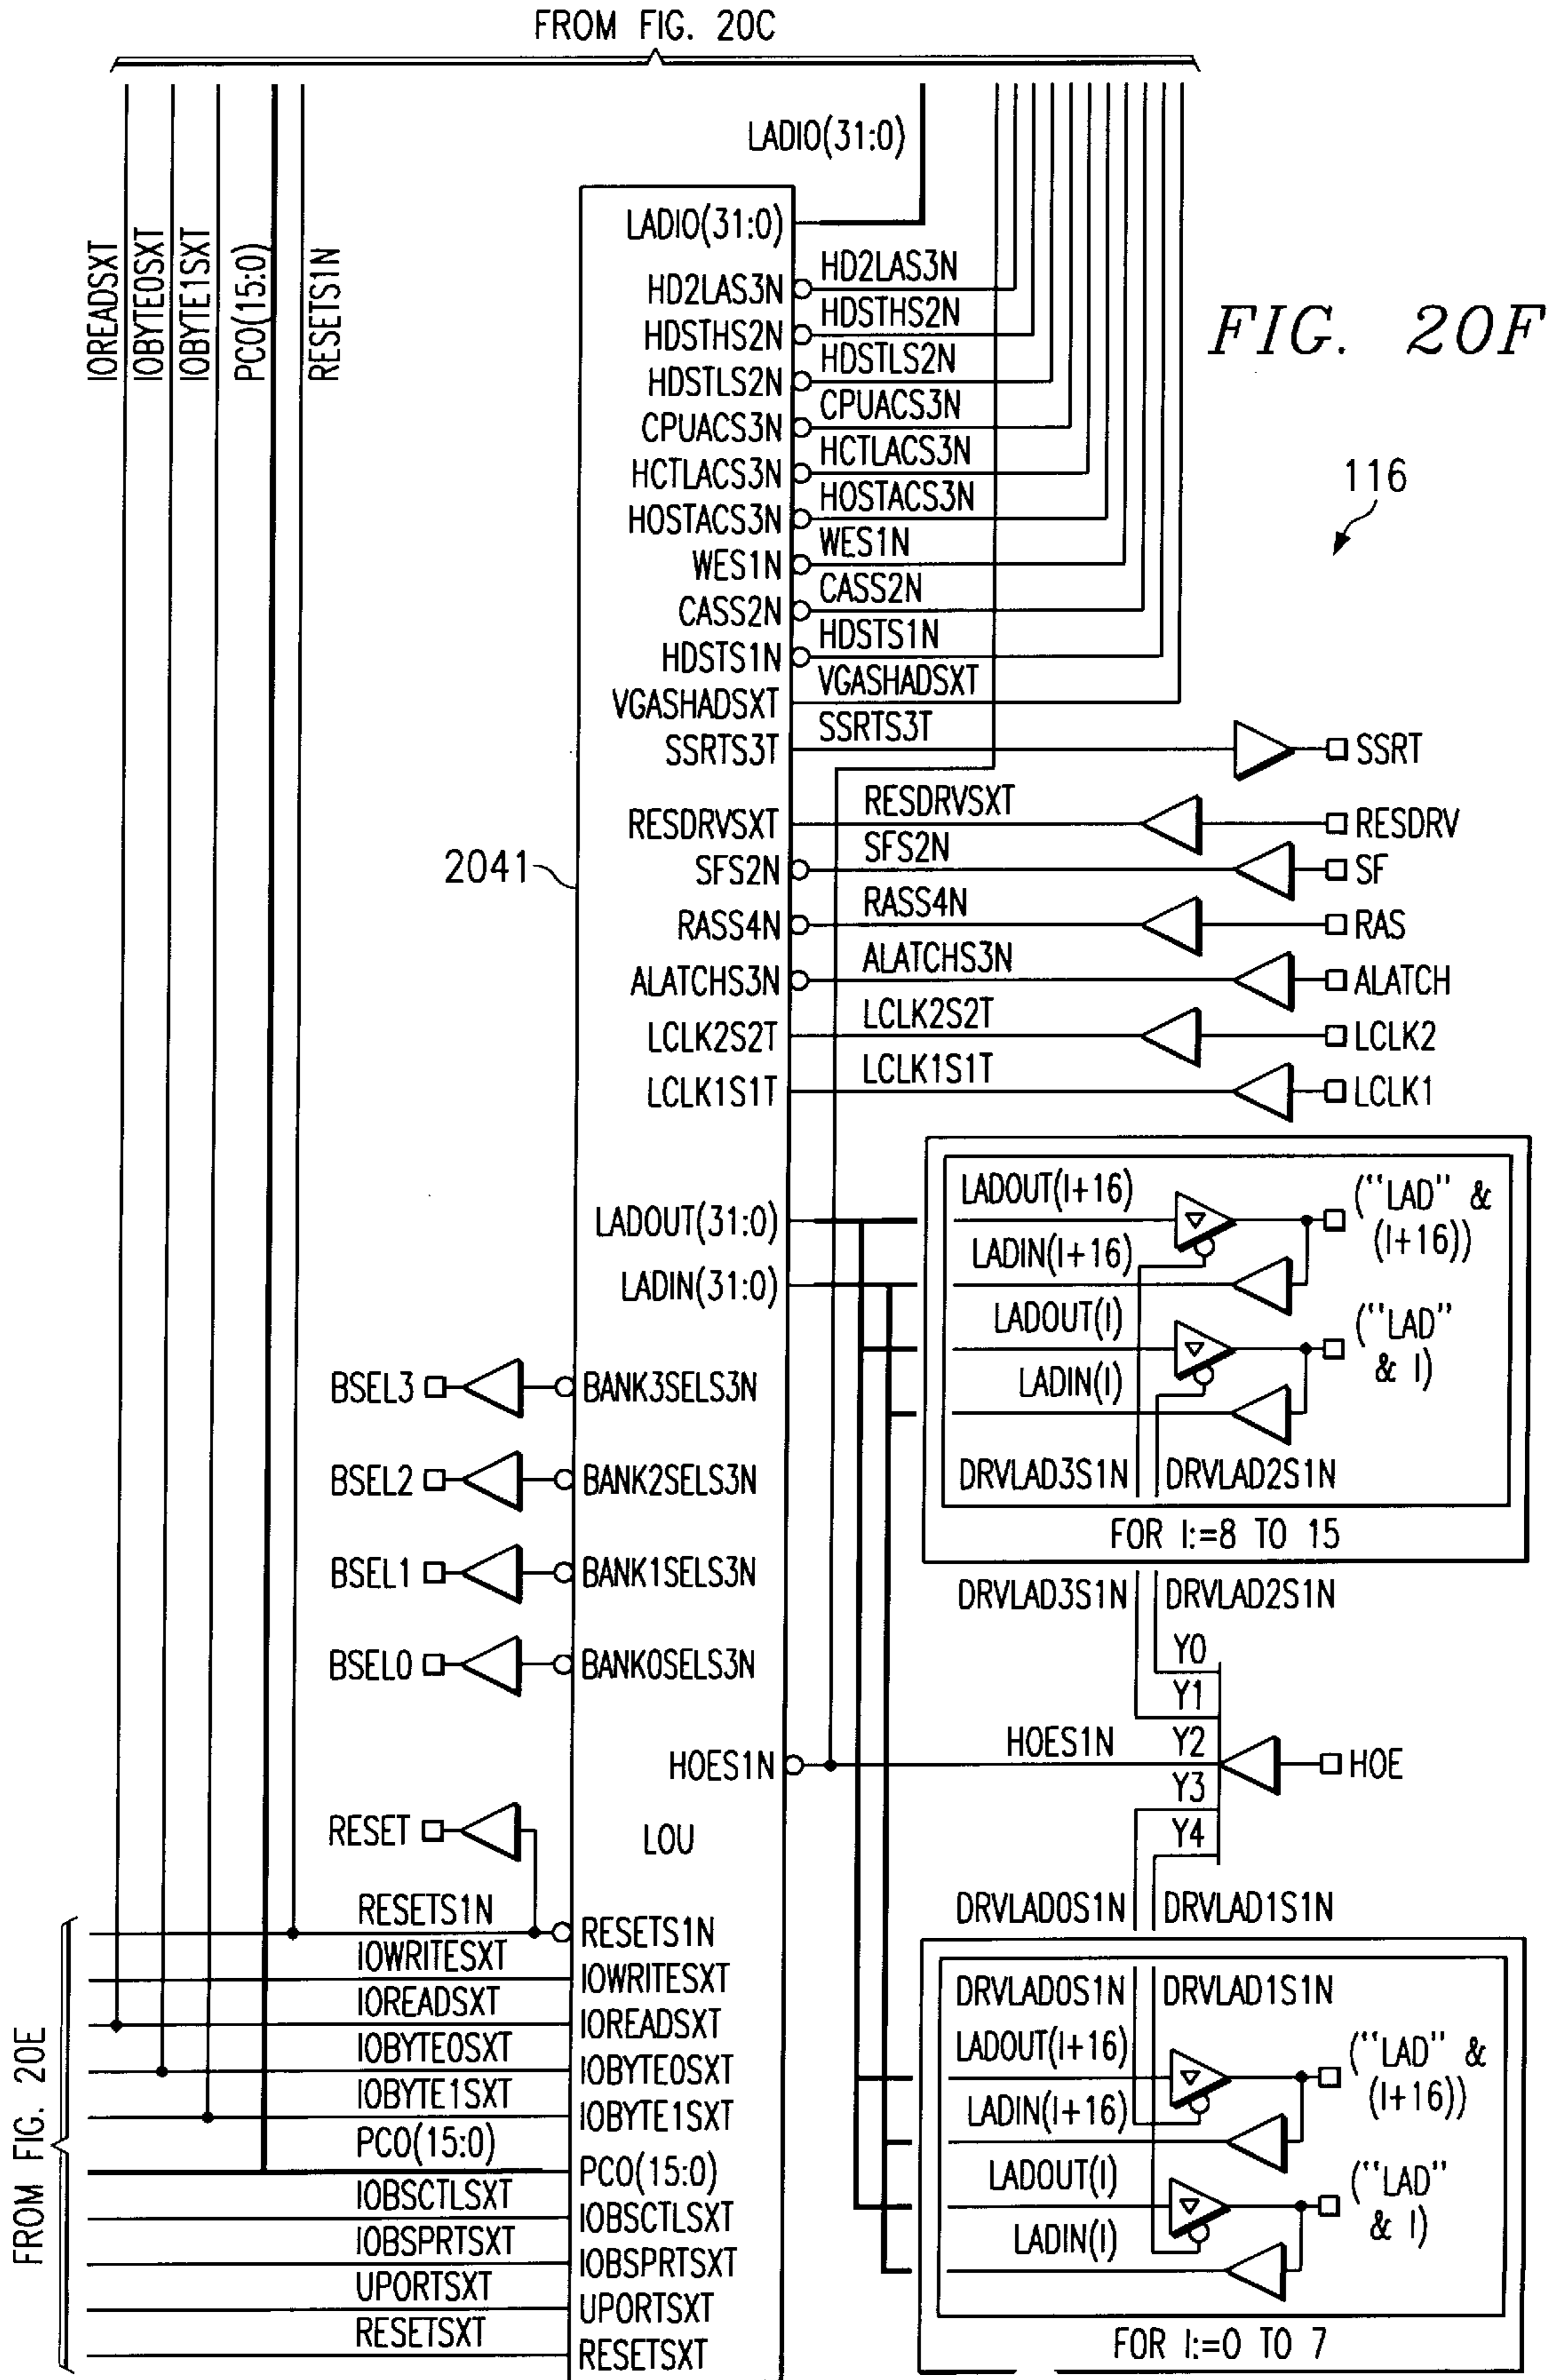 FROM FIG. 20C
LADIO(31:0)
IOREADSXT
IOBYTE0SXT
IOBYTE1SXT
PCO(15:0)
RESETS1N
FIG. 20F
116
2041
LADIO(31:0)
HD2LAS3N HD2LAS3N
HDSTHS2N HDSTHS2N
HDSTLS2N HDSTLS2N
CPUACS3N CPUACS3N
HCTLACS3N HCTLACS3N
HOSTACS3N HOSTACS3N
WES1N WES1N
CASS2N CASS2N
HDSTS1N HDSTS1N
VGASHADSXT VGASHADSXT
SSRTS3T SSRTS3T SSRT
RESDRVSXT RESDRVSXT RESDRV
SFS2N SFS2N SF
RASS4N RASS4N RAS
ALATCHS3N ALATCHS3N ALATCH
LCLK2S2T LCLK2S2T LCLK2
LCLK1S1T LCLK1S1T LCLK1
LADOUT(31:0)
LADIN(31:0)
LADOUT(I+16) ("LAD" &
LADIN(I+16) (I+16))
LADOUT(I) ("LAD"
LADIN(I) & I)
DRVLAD3S1N DRVLAD2S1N
FOR I:=8 TO 15
DRVLAD3S1N DRVLAD2S1N
BSEL3 BANK3SELS3N
BSEL2 BANK2SELS3N
BSEL1 BANK1SELS3N
BSEL0 BANK0SELS3N
Y0
Y1
HOES1N HOES1N Y2 HOE
Y3
Y4
RESET LOU
DRVLAD0S1N DRVLAD1S1N
FROM FIG. 20E
RESETS1N RESETS1N
IOWRITESXT IOWRITESXT
IOREADSXT IOREADSXT
IOBYTE0SXT IOBYTE0SXT
IOBYTE1SXT IOBYTE1SXT
PCO(15:0) PCO(15:0)
IOBSCTLSXT IOBSCTLSXT
IOBSPRTSXT IOBSPRTSXT
UPORTSXT UPORTSXT
RESETSXT RESETSXT
DRVLAD0S1N DRVLAD1S1N
LADOUT(I+16) ("LAD" &
LADIN(I+16) (I+16))
LADOUT(I) ("LAD"
LADIN(I) & I)
FOR I:=0 TO 7